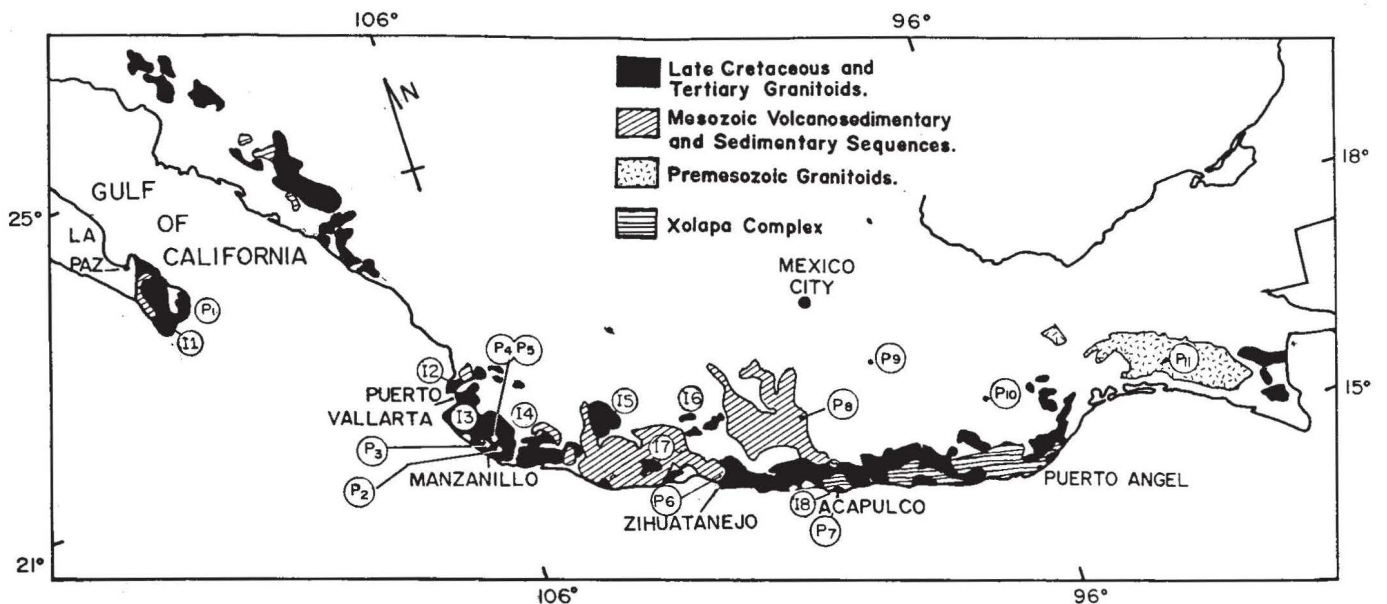 106°
96°
N
Late Cretaceous and
Tertiary Granitoids.
Mesozoic Volcanosedimentary
and Sedimentary Sequences.
Premesozoic Granitoids.
Xolapa Complex
18°
25°
GULF
OF
CALIFORNIA
LA
PAZ
P1
I1
MEXICO
CITY
P4
P5
P9
P11
15°
I2
PUERTO
VALLARTA
I3
I4
I5
I6
P10
P8
P3
I7
P2
MANZANILLO
P6
ZIHUATANEJO
I8
ACAPULCO
P7
PUERTO ANGEL
21°
106°
96°